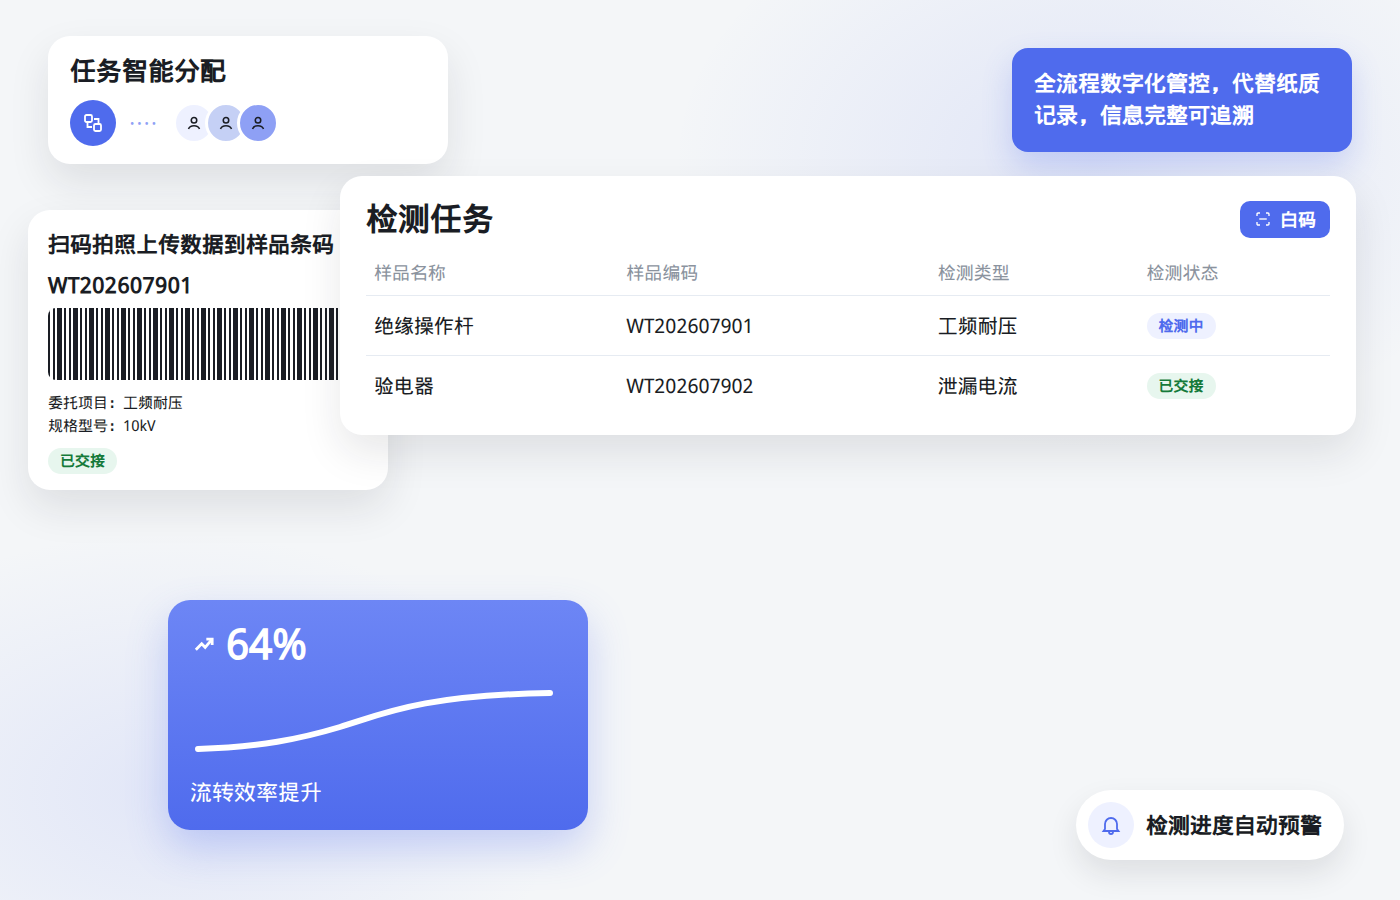 任务智能分配
全流程数字化管控，代替纸质
记录，信息完整可追溯
扫码拍照上传数据到样品条码
WT202607901
委托项目：工频耐压
规格型号：10kV
已交接
检测任务
白码
样品名称 样品编码 检测类型 检测状态
绝缘操作杆 WT202607901 工频耐压 检测中
验电器 WT202607902 泄漏电流 已交接
64%
流转效率提升
检测进度自动预警